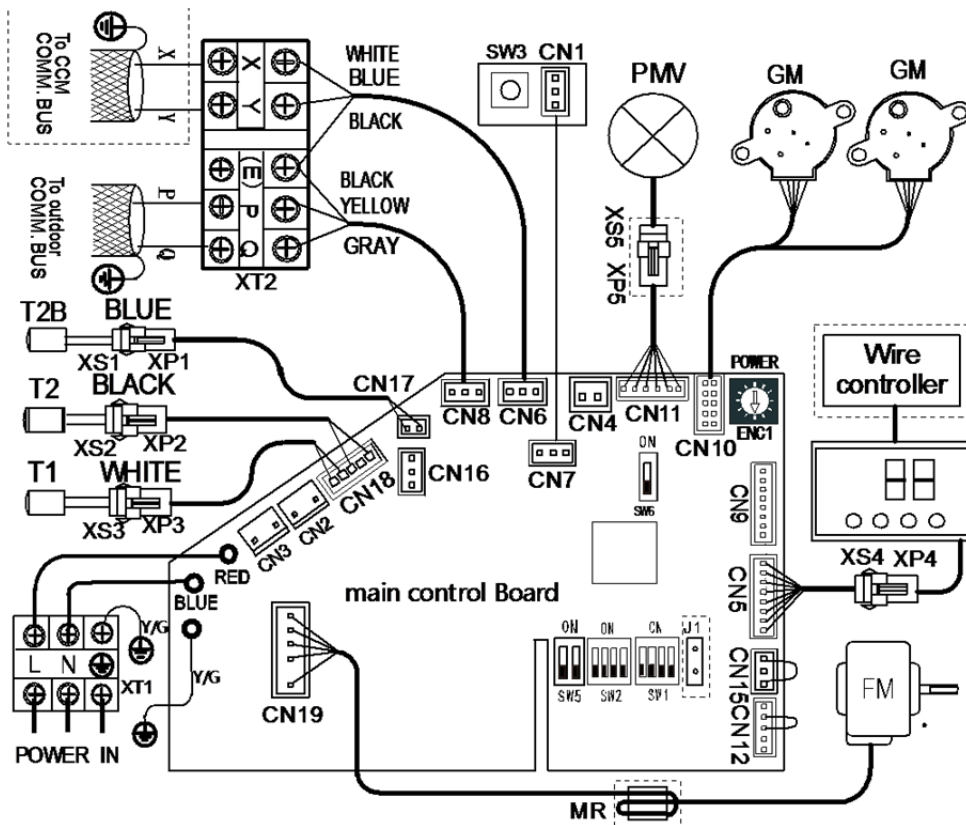 To CCM
COMM. BUS
X
Y
X
Y
WHITE
BLUE
BLACK
SW3
CN1
PMV
GM
GM
To outdoor
COMM. BUS
P
Q
(E)
P
Q
BLACK
YELLOW
GRAY
XT2
XS5
XP5
T2B
BLUE
XS1
XP1
T2
BLACK
XS2
XP2
T1
WHITE
XS3
XP3
CN17
CN8
CN6
CN4
CN11
POWER
ENC1
CN10
Wire
controller
CN18
CN16
CN7
ON
SW6
CN9
CN2
CN3
RED
BLUE
XS4
XP4
main control Board
CN5
L
N
Y/G
XT1
Y/G
POWER IN
CN19
ON
SW5
ON
SW2
CN
SW1
J1
CN15
CN12
FM
MR